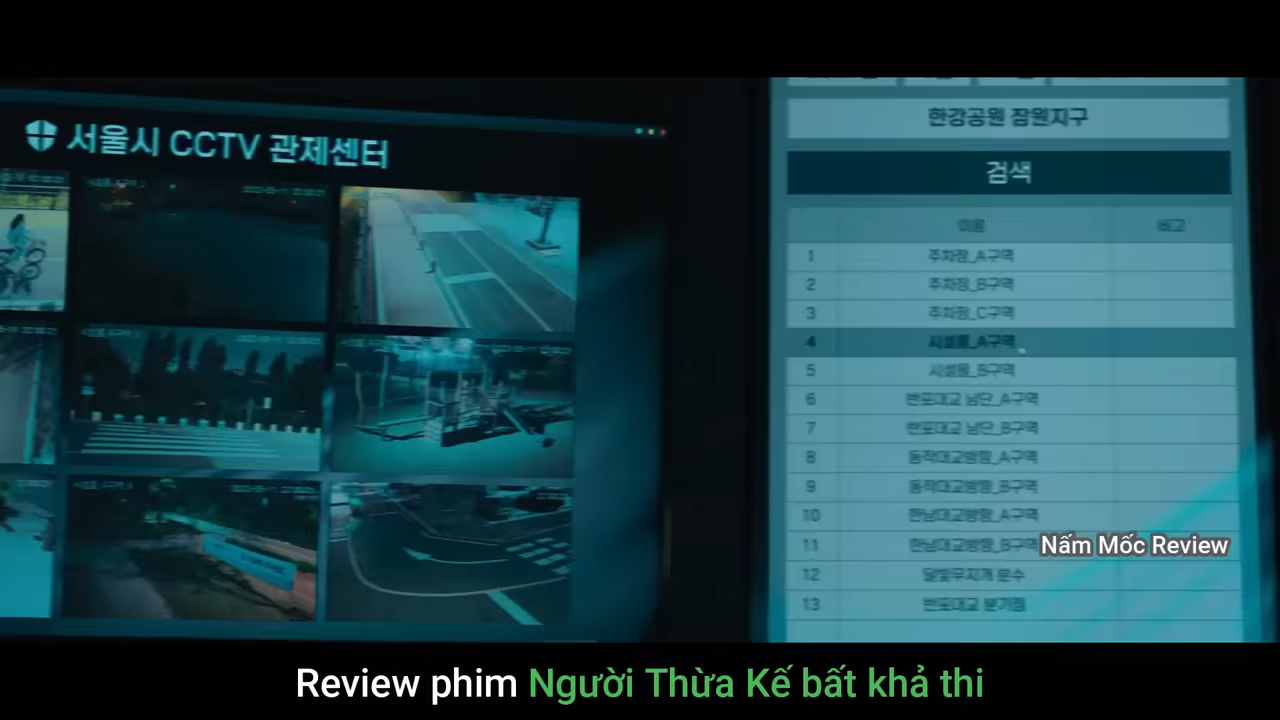 서울시 CCTV 관제센터
한강공원 잠원지구
검색
이름 비고
1 주차장_A구역
2 주차장_B구역
3 주차장_C구역
4 시설물_A구역
5 시설물_B구역
6 반포대교 남단_A구역
7 반포대교 남단_B구역
8 동작대교방향_A구역
9 동작대교방향_B구역
10 한남대교방향_A구역
11 한남대교방향_B구역
12 달빛무지개 분수
13 반포대교 분기점
Nấm Mốc Review
Review phim Người Thừa Kế bất khả thi